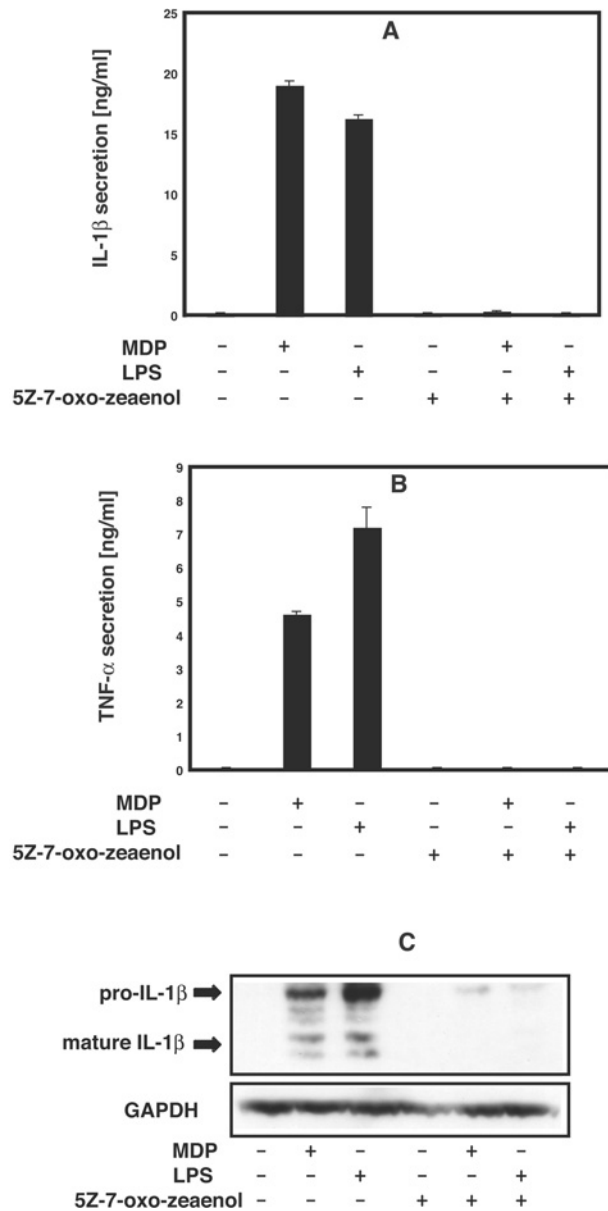 A
IL-1β secretion [ng/ml]
25
20
15
10
5
0
MDP - + - - + -
LPS - - + - - +
5Z-7-oxo-zeaenol - - - + + +
B
TNF-α secretion [ng/ml]
9
8
7
6
5
4
3
2
1
0
MDP - + - - + -
LPS - - + - - +
5Z-7-oxo-zeaenol - - - + + +
C
pro-IL-1β
mature IL-1β
GAPDH
MDP - + - - + -
LPS - - + - - +
5Z-7-oxo-zeaenol - - - + + +